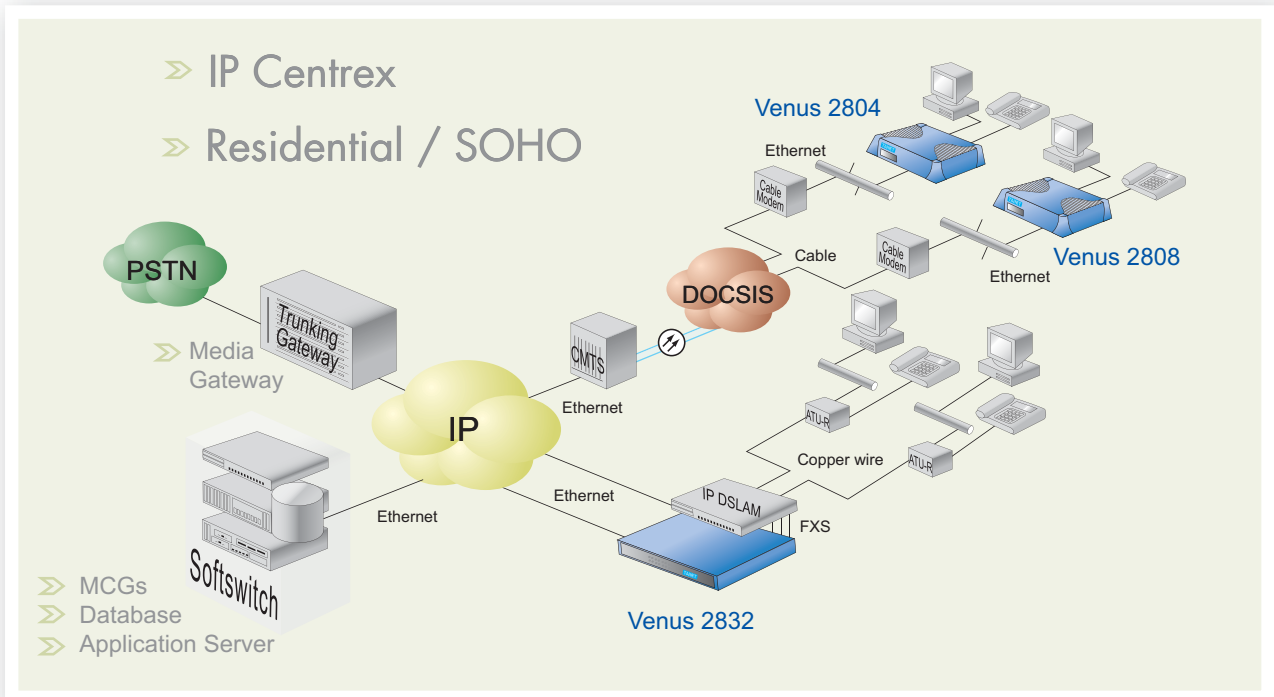 IP Centrex
Residential / SOHO
Venus 2804
Ethernet
Cable
Modem
Venus 2808
Ethernet
Cable
Modem
Cable
DOCSIS
PSTN
Trunking
Gateway
Media
Gateway
CMTS
Ethernet
IP
ATU-R
ATU-R
Copper wire
Ethernet
IP DSLAM
FXS
Venus 2832
Ethernet
Softswitch
MCGs
Database
Application Server